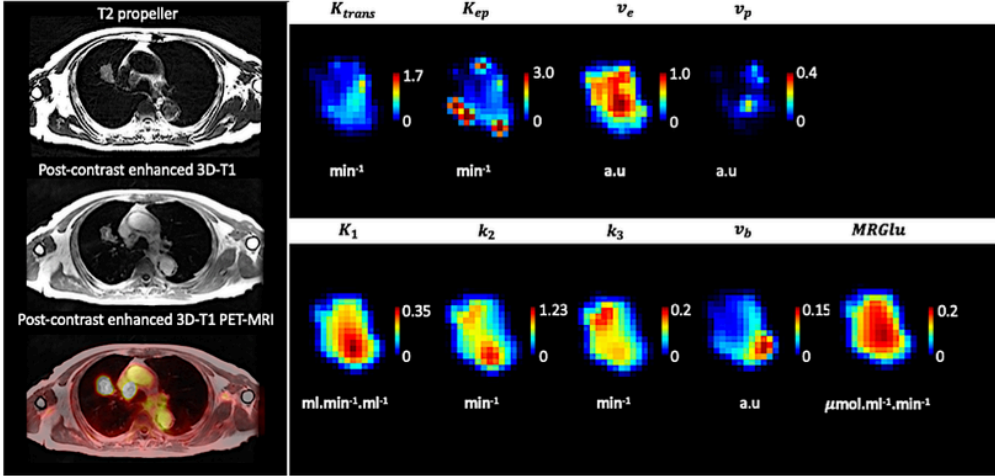 T2 propeller
Post-contrast enhanced 3D-T1
Post-contrast enhanced 3D-T1 PET-MRI
K_trans K_ep v_e v_p
1.7 3.0 1.0 0.4
0 0 0 0
min⁻¹ min⁻¹ a.u a.u
K₁ k₂ k₃ v_b MRGlu
0.35 1.23 0.2 0.15 0.2
0 0 0 0 0
ml.min⁻¹.ml⁻¹ min⁻¹ min⁻¹ a.u μmol.ml⁻¹.min⁻¹